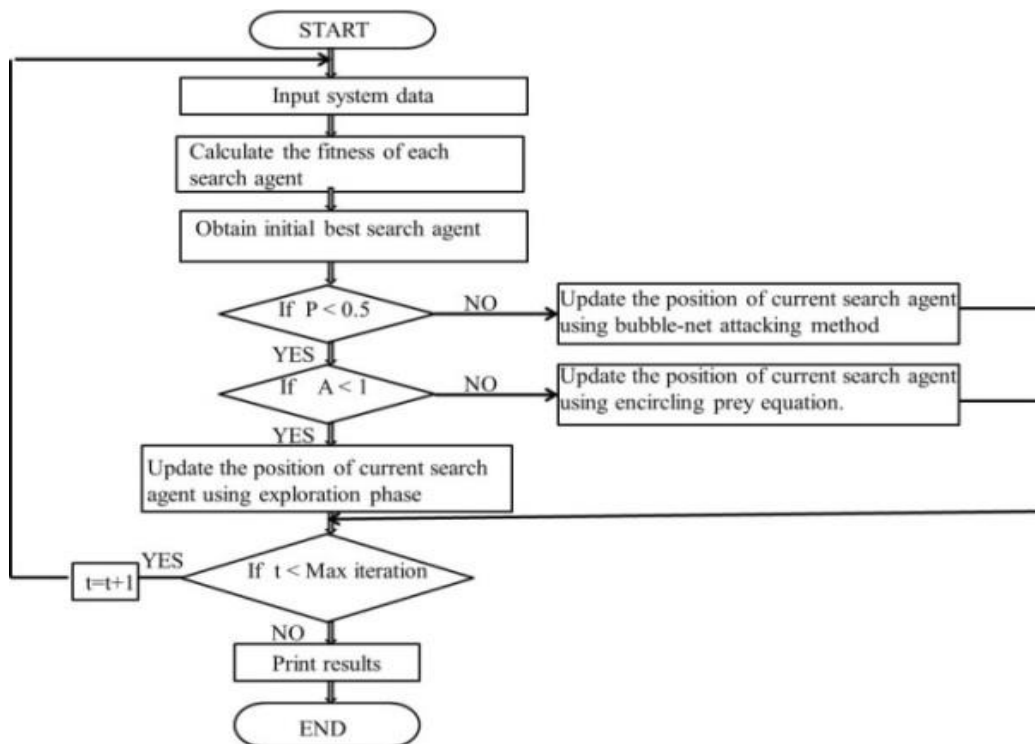 START
Input system data
Calculate the fitness of each
search agent
Obtain initial best search agent
If P < 0.5
NO
Update the position of current search agent
using bubble-net attacking method
YES
If A < 1
NO
Update the position of current search agent
using encircling prey equation.
YES
Update the position of current search
agent using exploration phase
If t < Max iteration
YES
t=t+1
NO
Print results
END